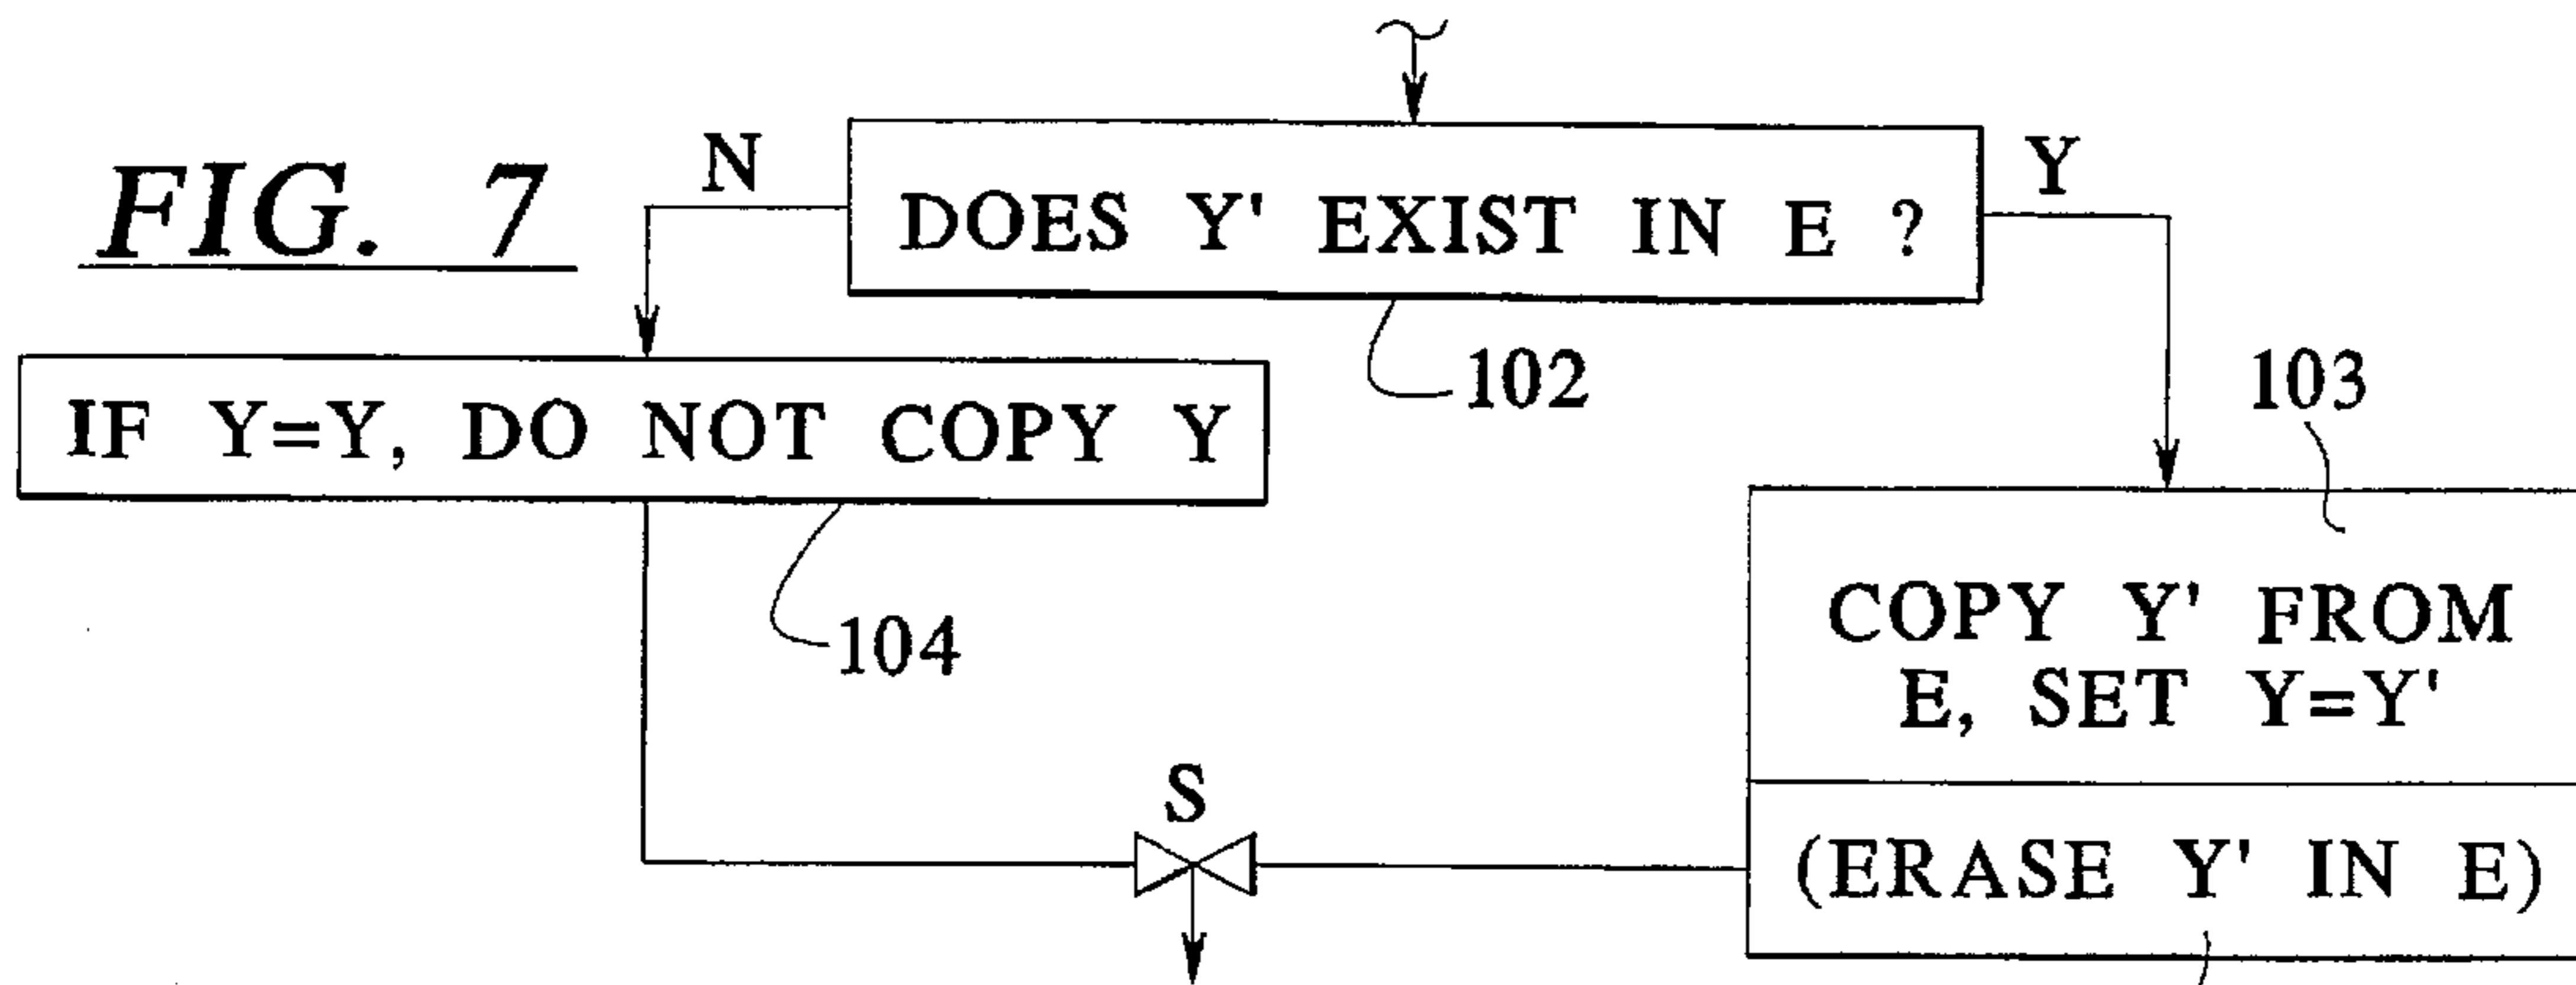 FIG. 7
N
DOES Y' EXIST IN E ?
Y
102
IF Y=Y, DO NOT COPY Y
104
103
COPY Y' FROM
E, SET Y=Y'
(ERASE Y' IN E)
S